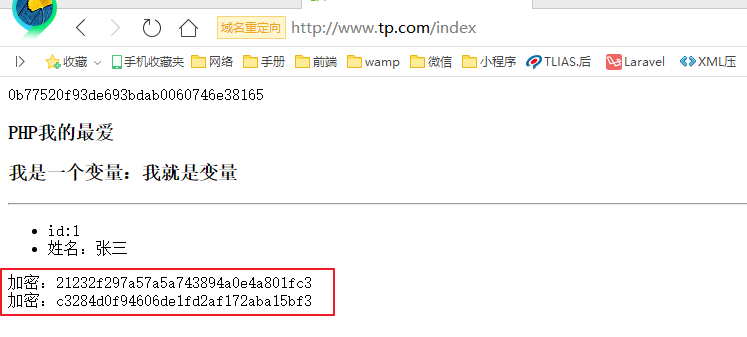 域名重定向 http://www.tp.com/index
收藏 手机收藏夹 网络 手册 前端 wamp 微信 小程序 TLIAS.后 Laravel XML压
0b77520f93de693bdab0060746e38165
PHP我的最爱
我是一个变量：我就是变量
id:1
姓名：张三
加密：21232f297a57a5a743894a0e4a801fc3
加密：c3284d0f94606de1fd2af172aba15bf3